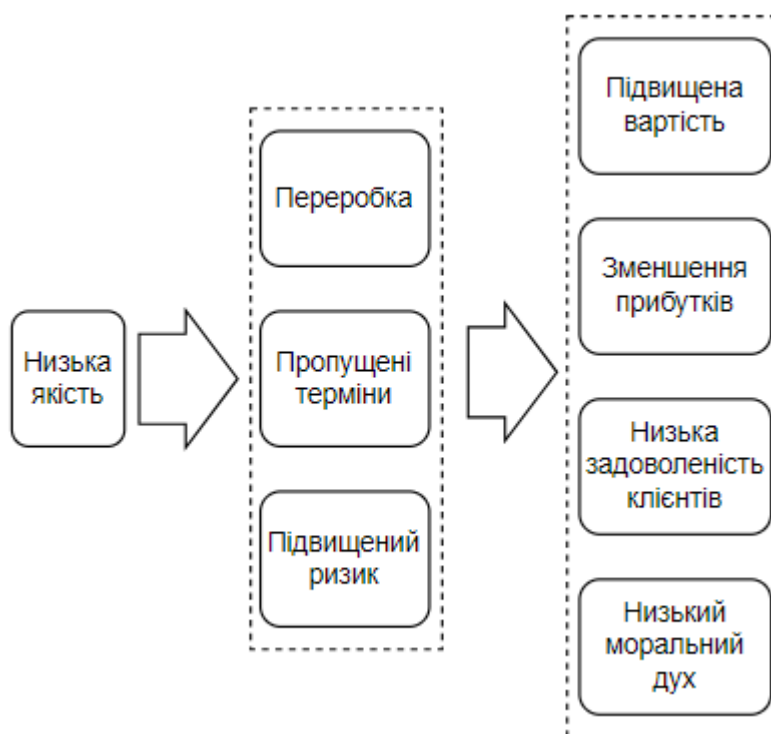 Низька
якість
Переробка
Пропущені
терміни
Підвищений
ризик
Підвищена
вартість
Зменшення
прибутків
Низька
задоволеність
клієнтів
Низький
моральний
дух